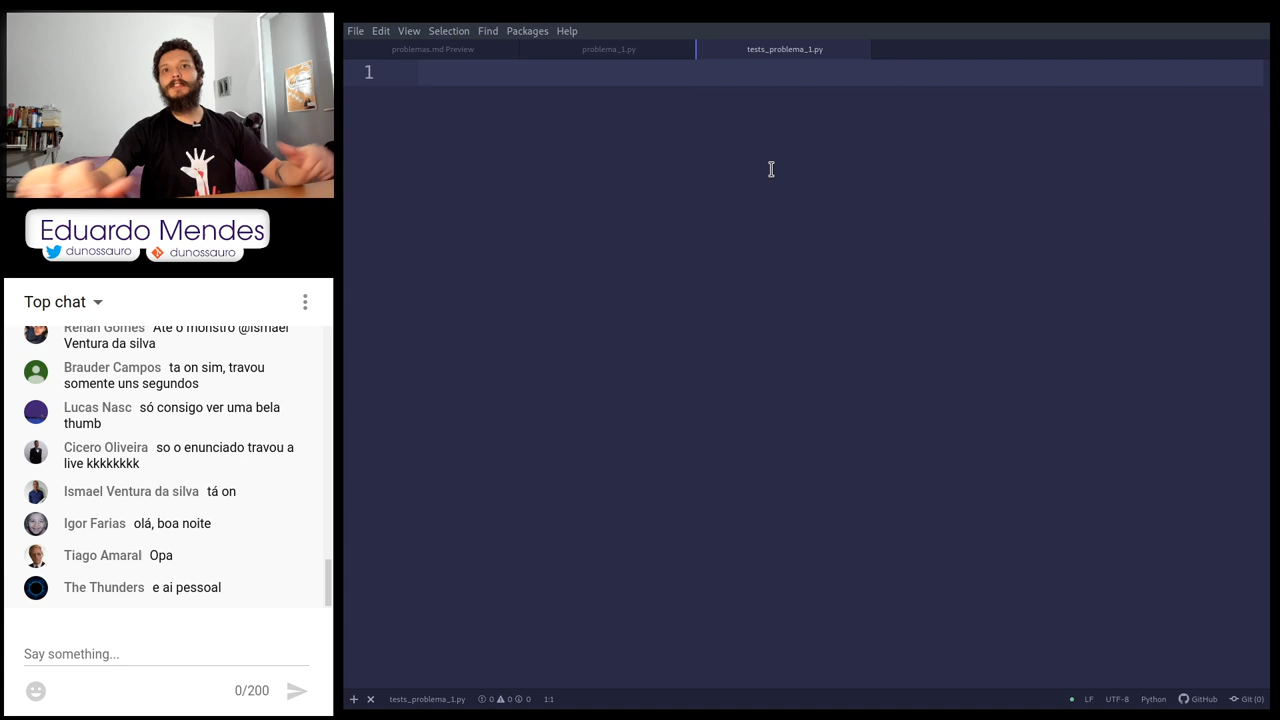 File Edit View Selection Find Packages Help
problemas.md Preview problema_1.py tests_problema_1.py
1
Eduardo Mendes
dunossauro dunossauro
Top chat
Renan Gomes Até o monstro @Ismael
Ventura da silva
Brauder Campos ta on sim, travou
somente uns segundos
Lucas Nasc só consigo ver uma bela
thumb
Cicero Oliveira so o enunciado travou a
live kkkkkkkk
Ismael Ventura da silva tá on
Igor Farias olá, boa noite
Tiago Amaral Opa
The Thunders e ai pessoal
Say something...
0/200
tests_problema_1.py 0 0 0 1:1 LF UTF-8 Python GitHub Git (0)